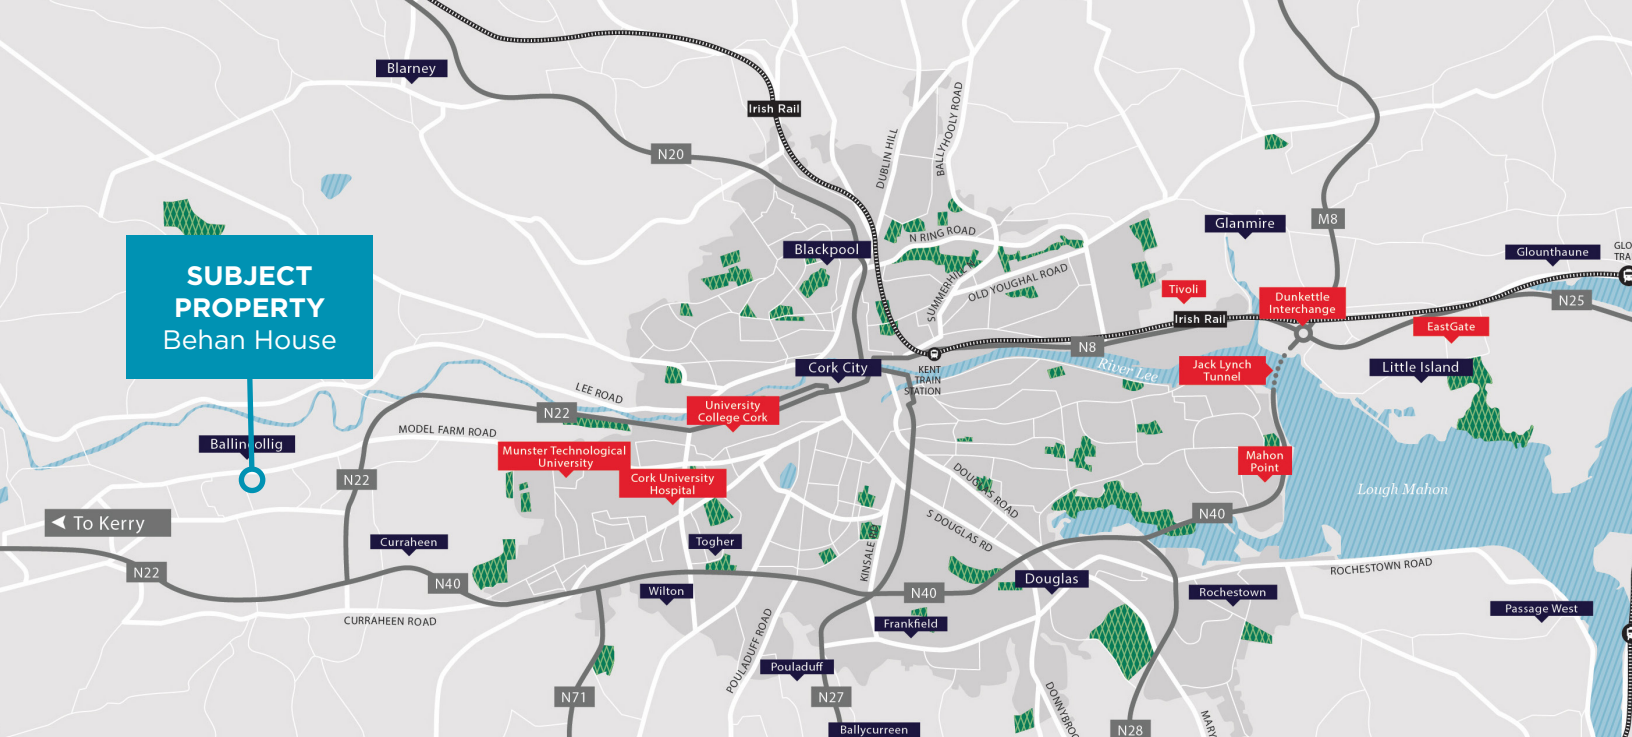 Blarney
Irish Rail
N20
DUBLIN HILL
BALLYHOOLY ROAD
M8
Glanmire
N RING ROAD
Blackpool
Glounthaune
GLO
TRA
SUBJECT
PROPERTY
Behan House
SUMMERHILL N
OLD YOUGHAL ROAD
Tivoli
Dunkettle
Interchange
N25
Irish Rail
EastGate
N8
KENT
TRAIN
STATION
River Lee
Jack Lynch
Tunnel
Little Island
Cork City
LEE ROAD
N22
University
College Cork
MODEL FARM ROAD
Ballincollig
Munster Technological
University
Cork University
Hospital
Mahon
Point
N22
DOUGLAS ROAD
Lough Mahon
To Kerry
S DOUGLAS RD
N40
Curraheen
Togher
KINSALE RD
N22
N40
Wilton
N40
Douglas
ROCHESTOWN ROAD
Rochestown
Passage West
CURRAHEEN ROAD
Frankfield
POULADUFF ROAD
Pouladuff
N71
N27
DONNYBROO
MARY
Ballycurreen
N28